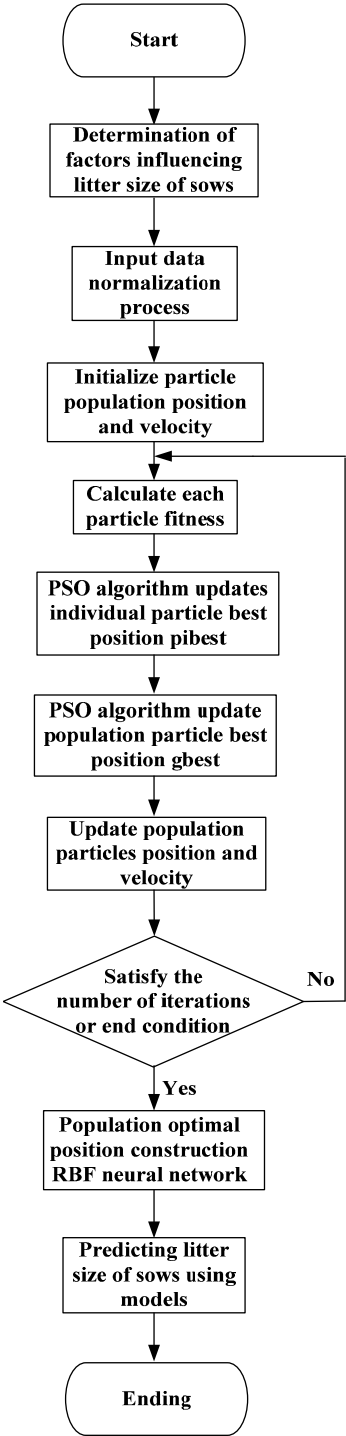 Start
Determination of
factors influencing
litter size of sows
Input data
normalization
process
Initialize particle
population position
and velocity
Calculate each
particle fitness
PSO algorithm updates
individual particle best
position pibest
PSO algorithm update
population particle best
position gbest
Update population
particles position and
velocity
Satisfy the
number of iterations
or end condition
No
Yes
Population optimal
position construction
RBF neural network
Predicting litter
size of sows using
models
Ending